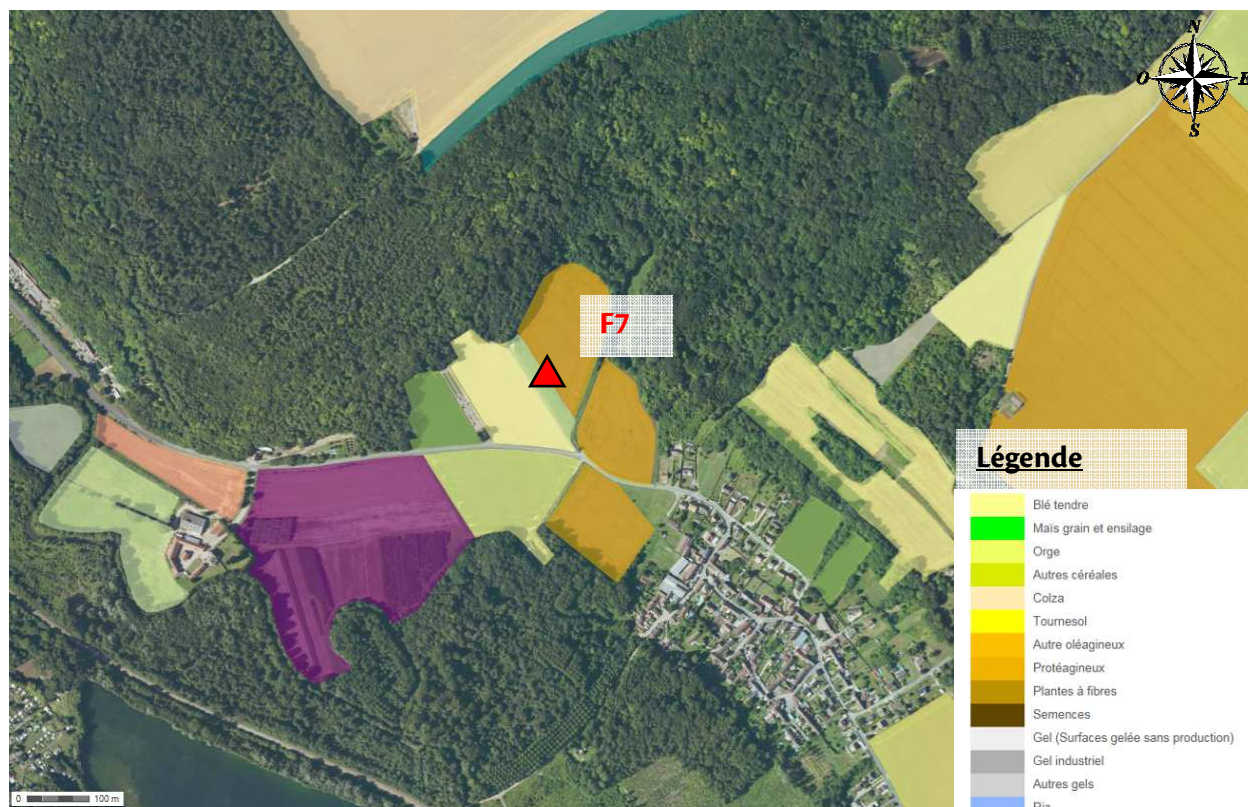 N
O E
S
F7
Légende
Blé tendre
Maïs grain et ensilage
Orge
Autres céréales
Colza
Tournesol
Autre oléagineux
Protéagineux
Plantes à fibres
Semences
Gel (Surfaces gelée sans production)
Gel industriel
Autres gels
Riz
0 100 m